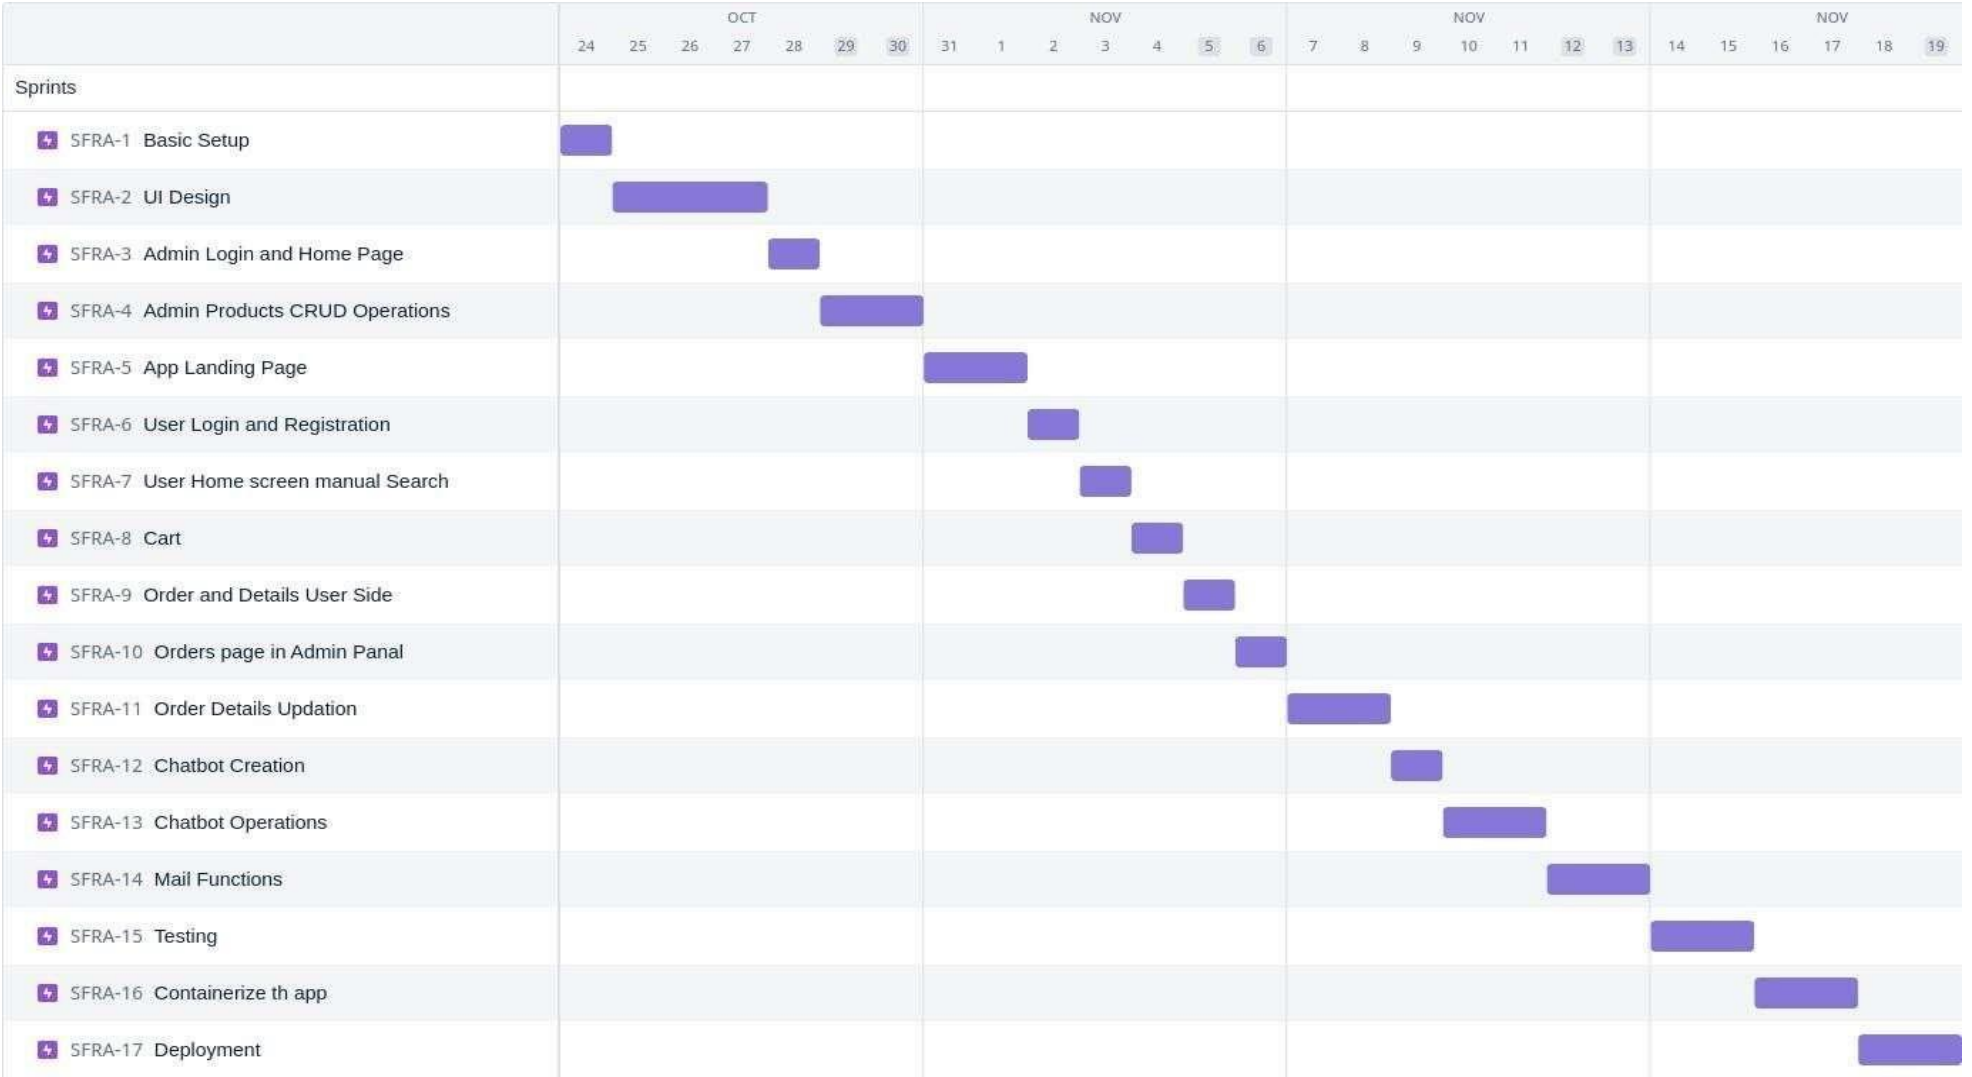 OCT NOV NOV NOV
24 25 26 27 28 29 30 31 1 2 3 4 5 6 7 8 9 10 11 12 13 14 15 16 17 18 19
Sprints
SFRA-1 Basic Setup
SFRA-2 UI Design
SFRA-3 Admin Login and Home Page
SFRA-4 Admin Products CRUD Operations
SFRA-5 App Landing Page
SFRA-6 User Login and Registration
SFRA-7 User Home screen manual Search
SFRA-8 Cart
SFRA-9 Order and Details User Side
SFRA-10 Orders page in Admin Panal
SFRA-11 Order Details Updation
SFRA-12 Chatbot Creation
SFRA-13 Chatbot Operations
SFRA-14 Mail Functions
SFRA-15 Testing
SFRA-16 Containerize th app
SFRA-17 Deployment